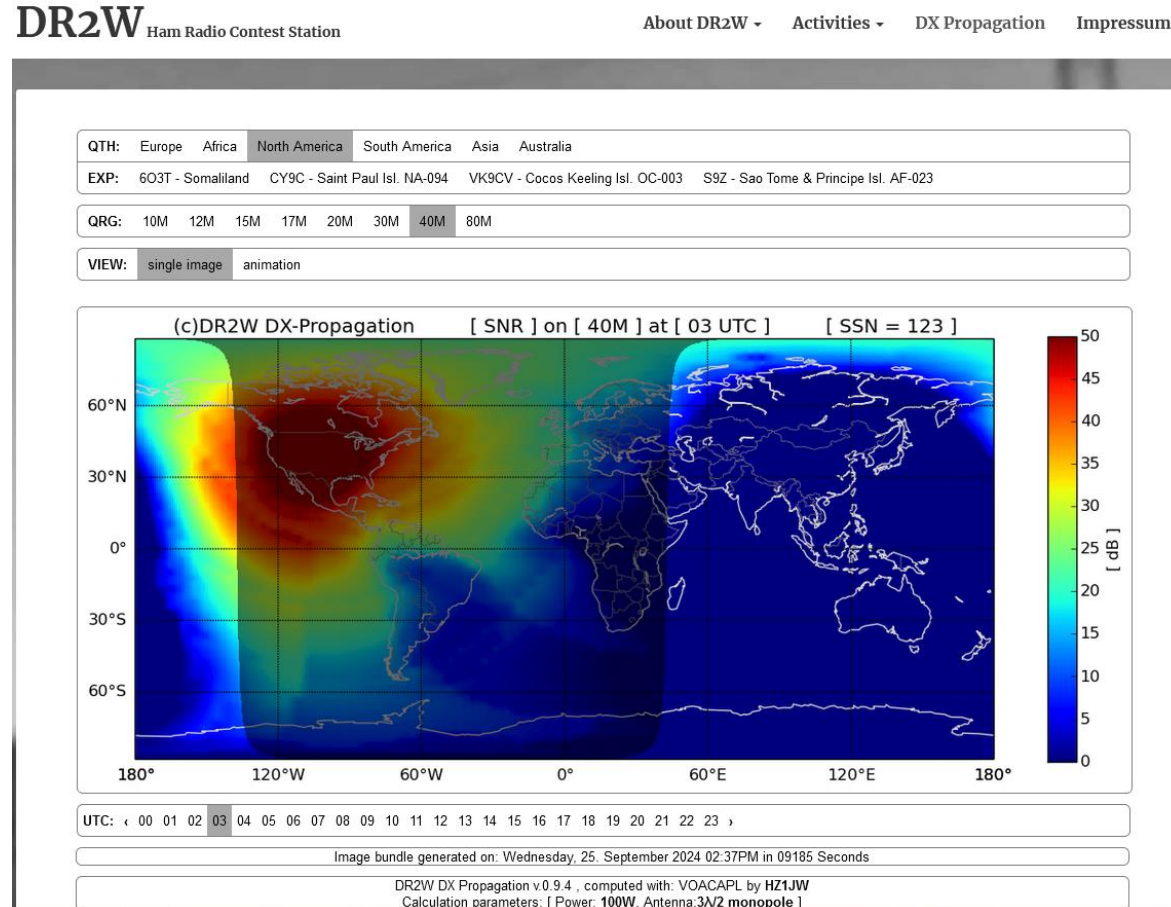 DR2W Ham Radio Contest Station
About DR2W Activities DX Propagation Impressum
QTH: Europe Africa North America South America Asia Australia
EXP: 6O3T - Somaliland CY9C - Saint Paul Isl. NA-094 VK9CV - Cocos Keeling Isl. OC-003 S9Z - Sao Tome & Principe Isl. AF-023
QRG: 10M 12M 15M 17M 20M 30M 40M 80M
VIEW: single image animation
(c)DR2W DX-Propagation [ SNR ] on [ 40M ] at [ 03 UTC ] [ SSN = 123 ]
60°N
30°N
0°
30°S
60°S
180° 120°W 60°W 0° 60°E 120°E 180°
50
45
40
35
30
25
20
15
10
5
0
[ dB ]
UTC: ‹ 00 01 02 03 04 05 06 07 08 09 10 11 12 13 14 15 16 17 18 19 20 21 22 23 ›
Image bundle generated on: Wednesday, 25. September 2024 02:37PM in 09185 Seconds
DR2W DX Propagation v.0.9.4 , computed with: VOACAPL by HZ1JW
Calculation parameters: [ Power: 100W, Antenna:3λ/2 monopole ]